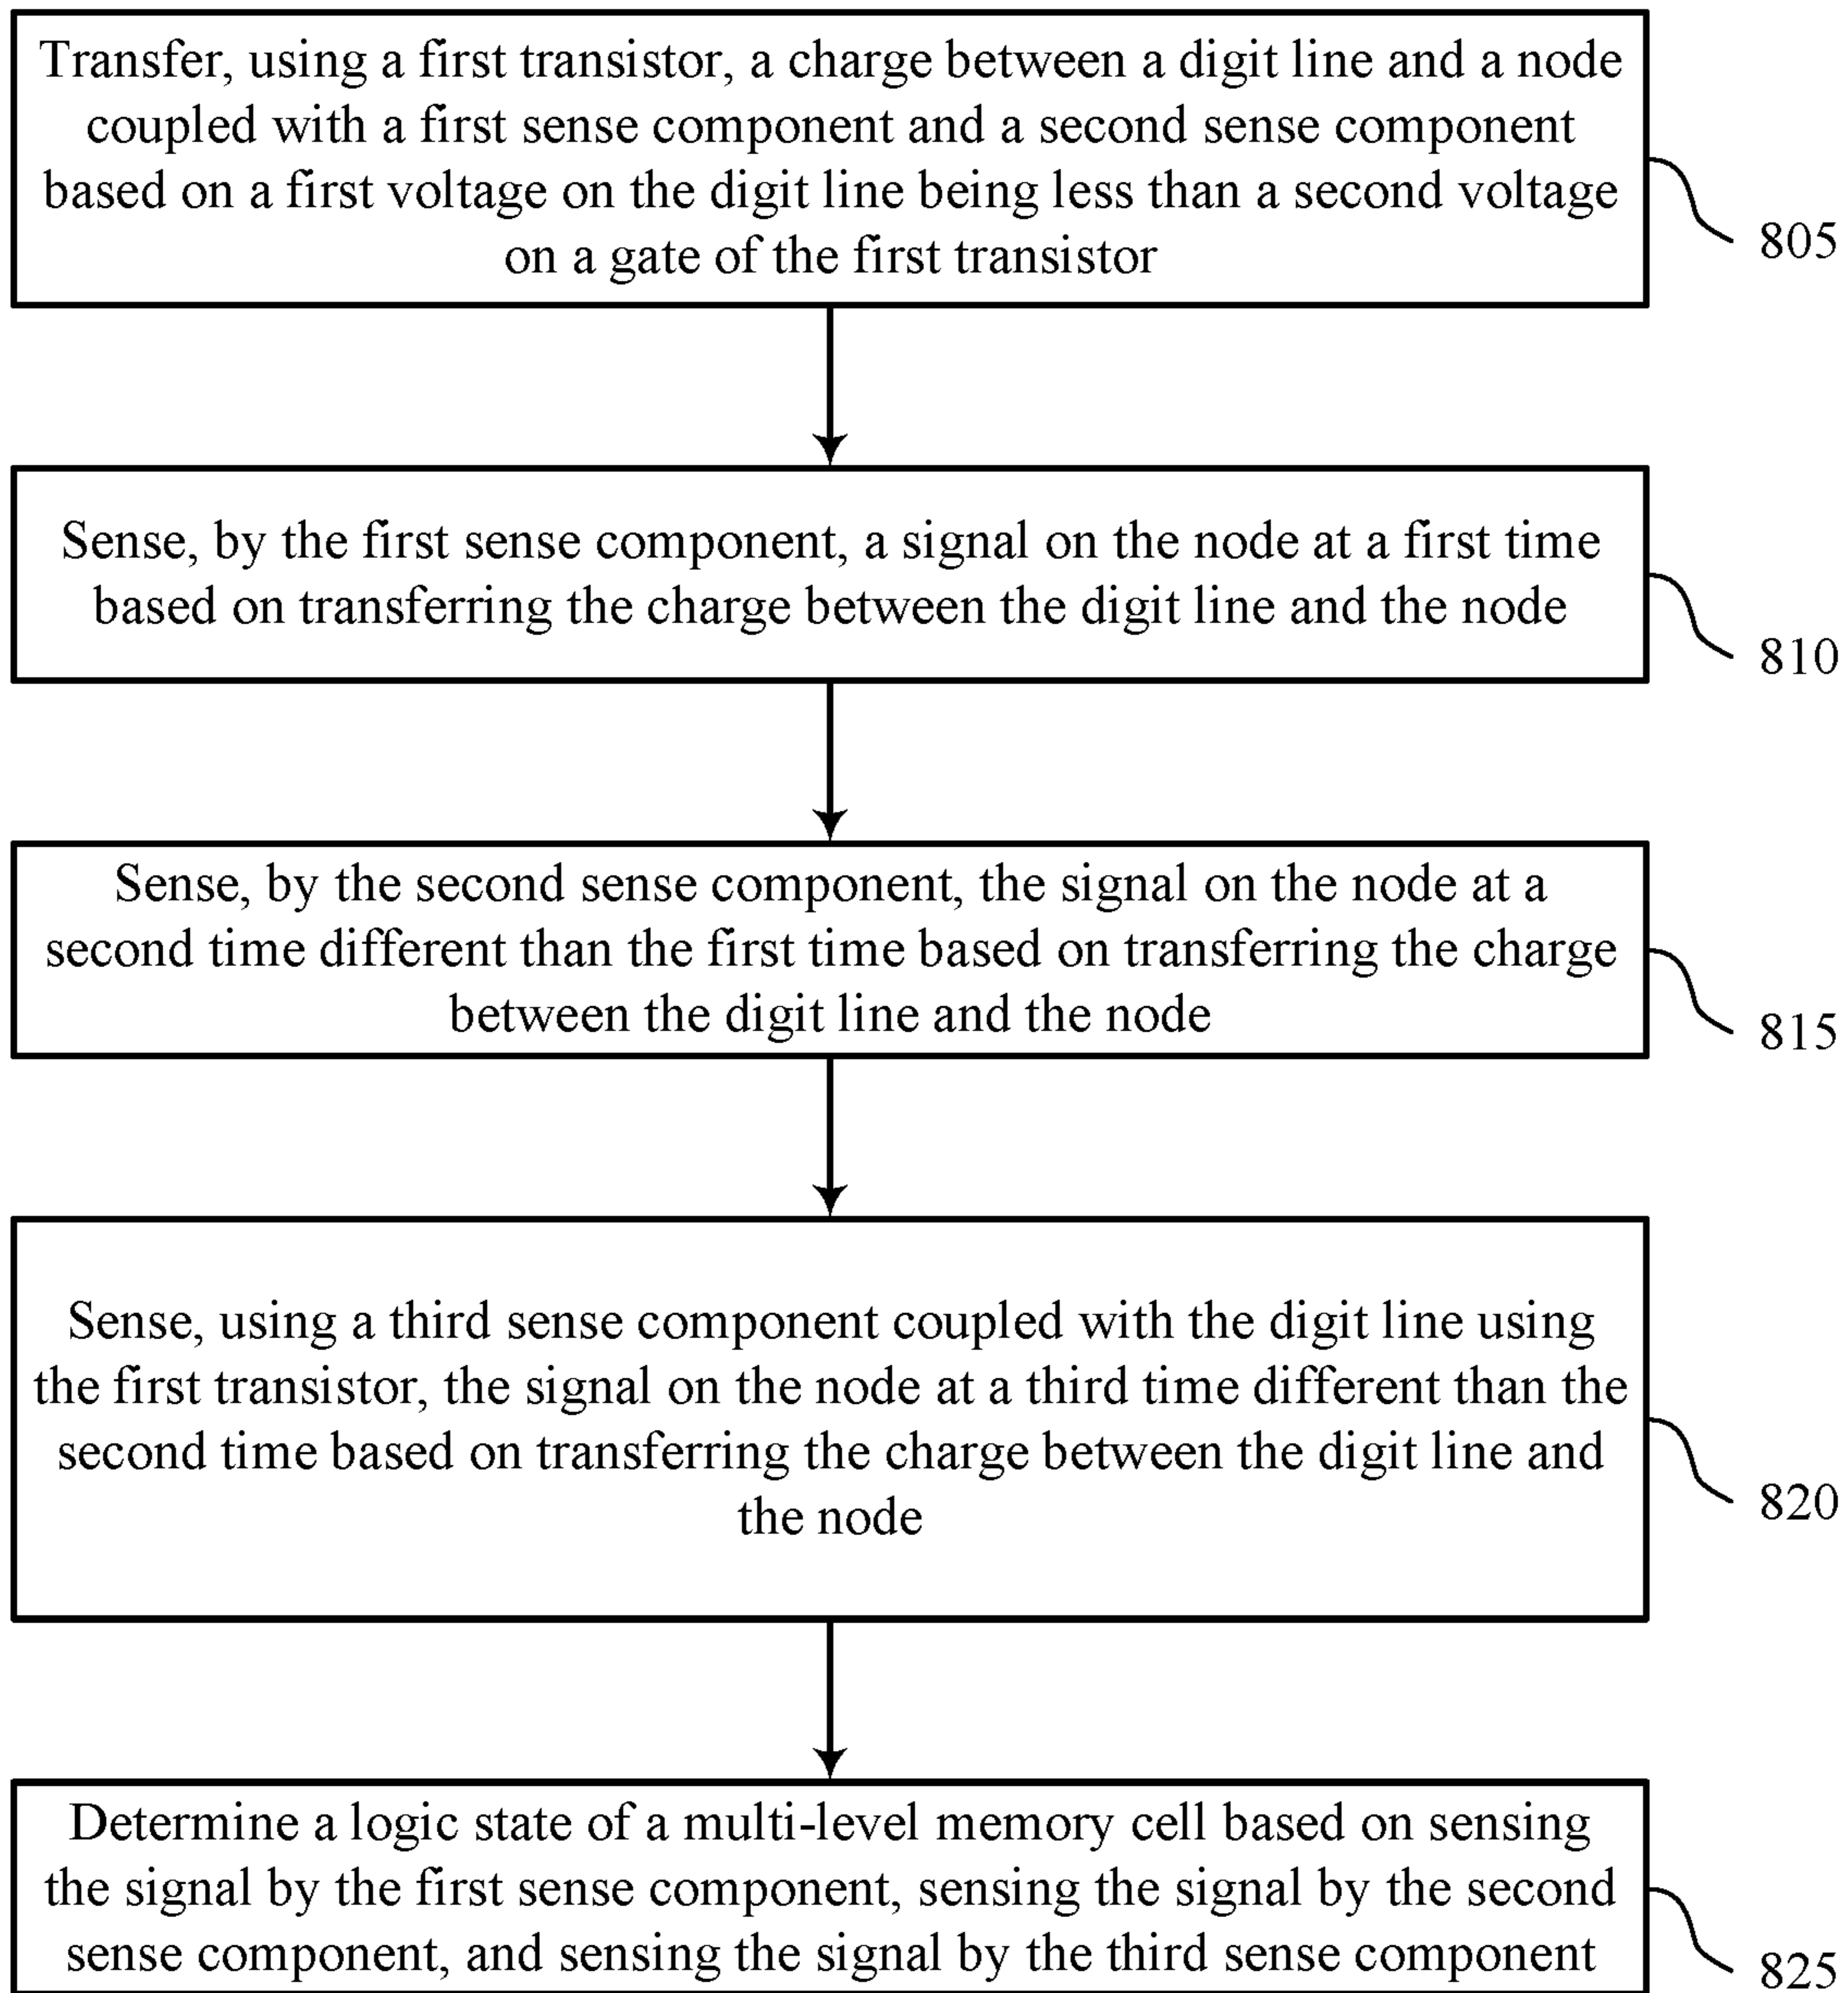 Transfer, using a first transistor, a charge between a digit line and a node
coupled with a first sense component and a second sense component
based on a first voltage on the digit line being less than a second voltage
on a gate of the first transistor
805
Sense, by the first sense component, a signal on the node at a first time
based on transferring the charge between the digit line and the node
810
Sense, by the second sense component, the signal on the node at a
second time different than the first time based on transferring the charge
between the digit line and the node
815
Sense, using a third sense component coupled with the digit line using
the first transistor, the signal on the node at a third time different than the
second time based on transferring the charge between the digit line and
the node
820
Determine a logic state of a multi-level memory cell based on sensing
the signal by the first sense component, sensing the signal by the second
sense component, and sensing the signal by the third sense component
825